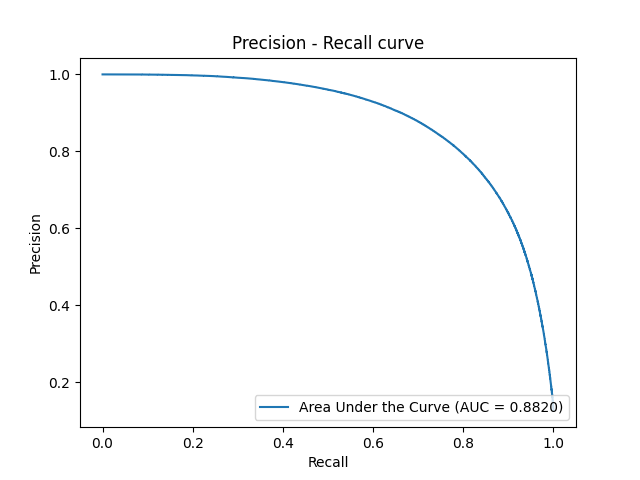 Precision - Recall curve
1.0
0.8
0.6
0.4
0.2
Precision
Area Under the Curve (AUC = 0.8820)
0.0 0.2 0.4 0.6 0.8 1.0
Recall